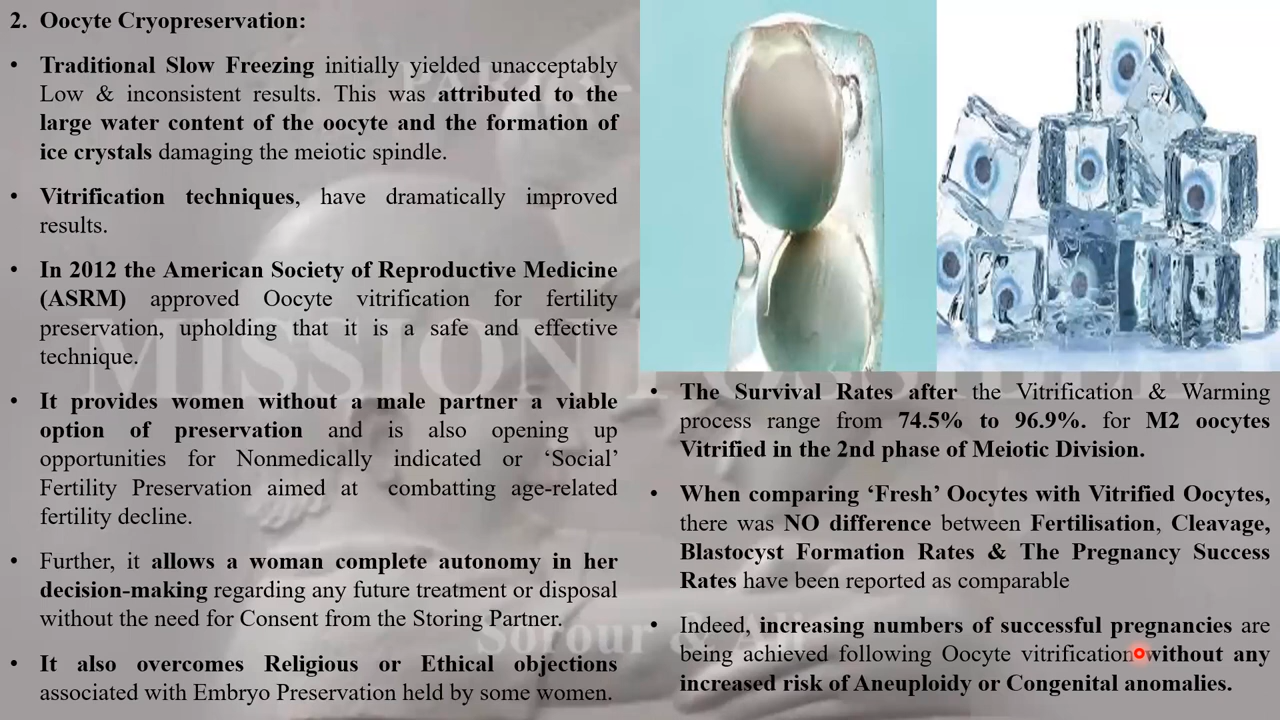 2. Oocyte Cryopreservation:
• Traditional Slow Freezing initially yielded unacceptably
Low & inconsistent results. This was attributed to the
large water content of the oocyte and the formation of
ice crystals damaging the meiotic spindle.
• Vitrification techniques, have dramatically improved
results.
• In 2012 the American Society of Reproductive Medicine
(ASRM) approved Oocyte vitrification for fertility
preservation, upholding that it is a safe and effective
technique.
• It provides women without a male partner a viable
option of preservation and is also opening up
opportunities for Nonmedically indicated or ‘Social’
Fertility Preservation aimed at combatting age-related
fertility decline.
• Further, it allows a woman complete autonomy in her
decision-making regarding any future treatment or disposal
without the need for Consent from the Storing Partner.
• It also overcomes Religious or Ethical objections
associated with Embryo Preservation held by some women.
• The Survival Rates after the Vitrification & Warming
process range from 74.5% to 96.9%. for M2 oocytes
Vitrified in the 2nd phase of Meiotic Division.
• When comparing ‘Fresh’ Oocytes with Vitrified Oocytes,
there was NO difference between Fertilisation, Cleavage,
Blastocyst Formation Rates & The Pregnancy Success
Rates have been reported as comparable
• Indeed, increasing numbers of successful pregnancies are
being achieved following Oocyte vitrification without any
increased risk of Aneuploidy or Congenital anomalies.
MISSION
Sorour &